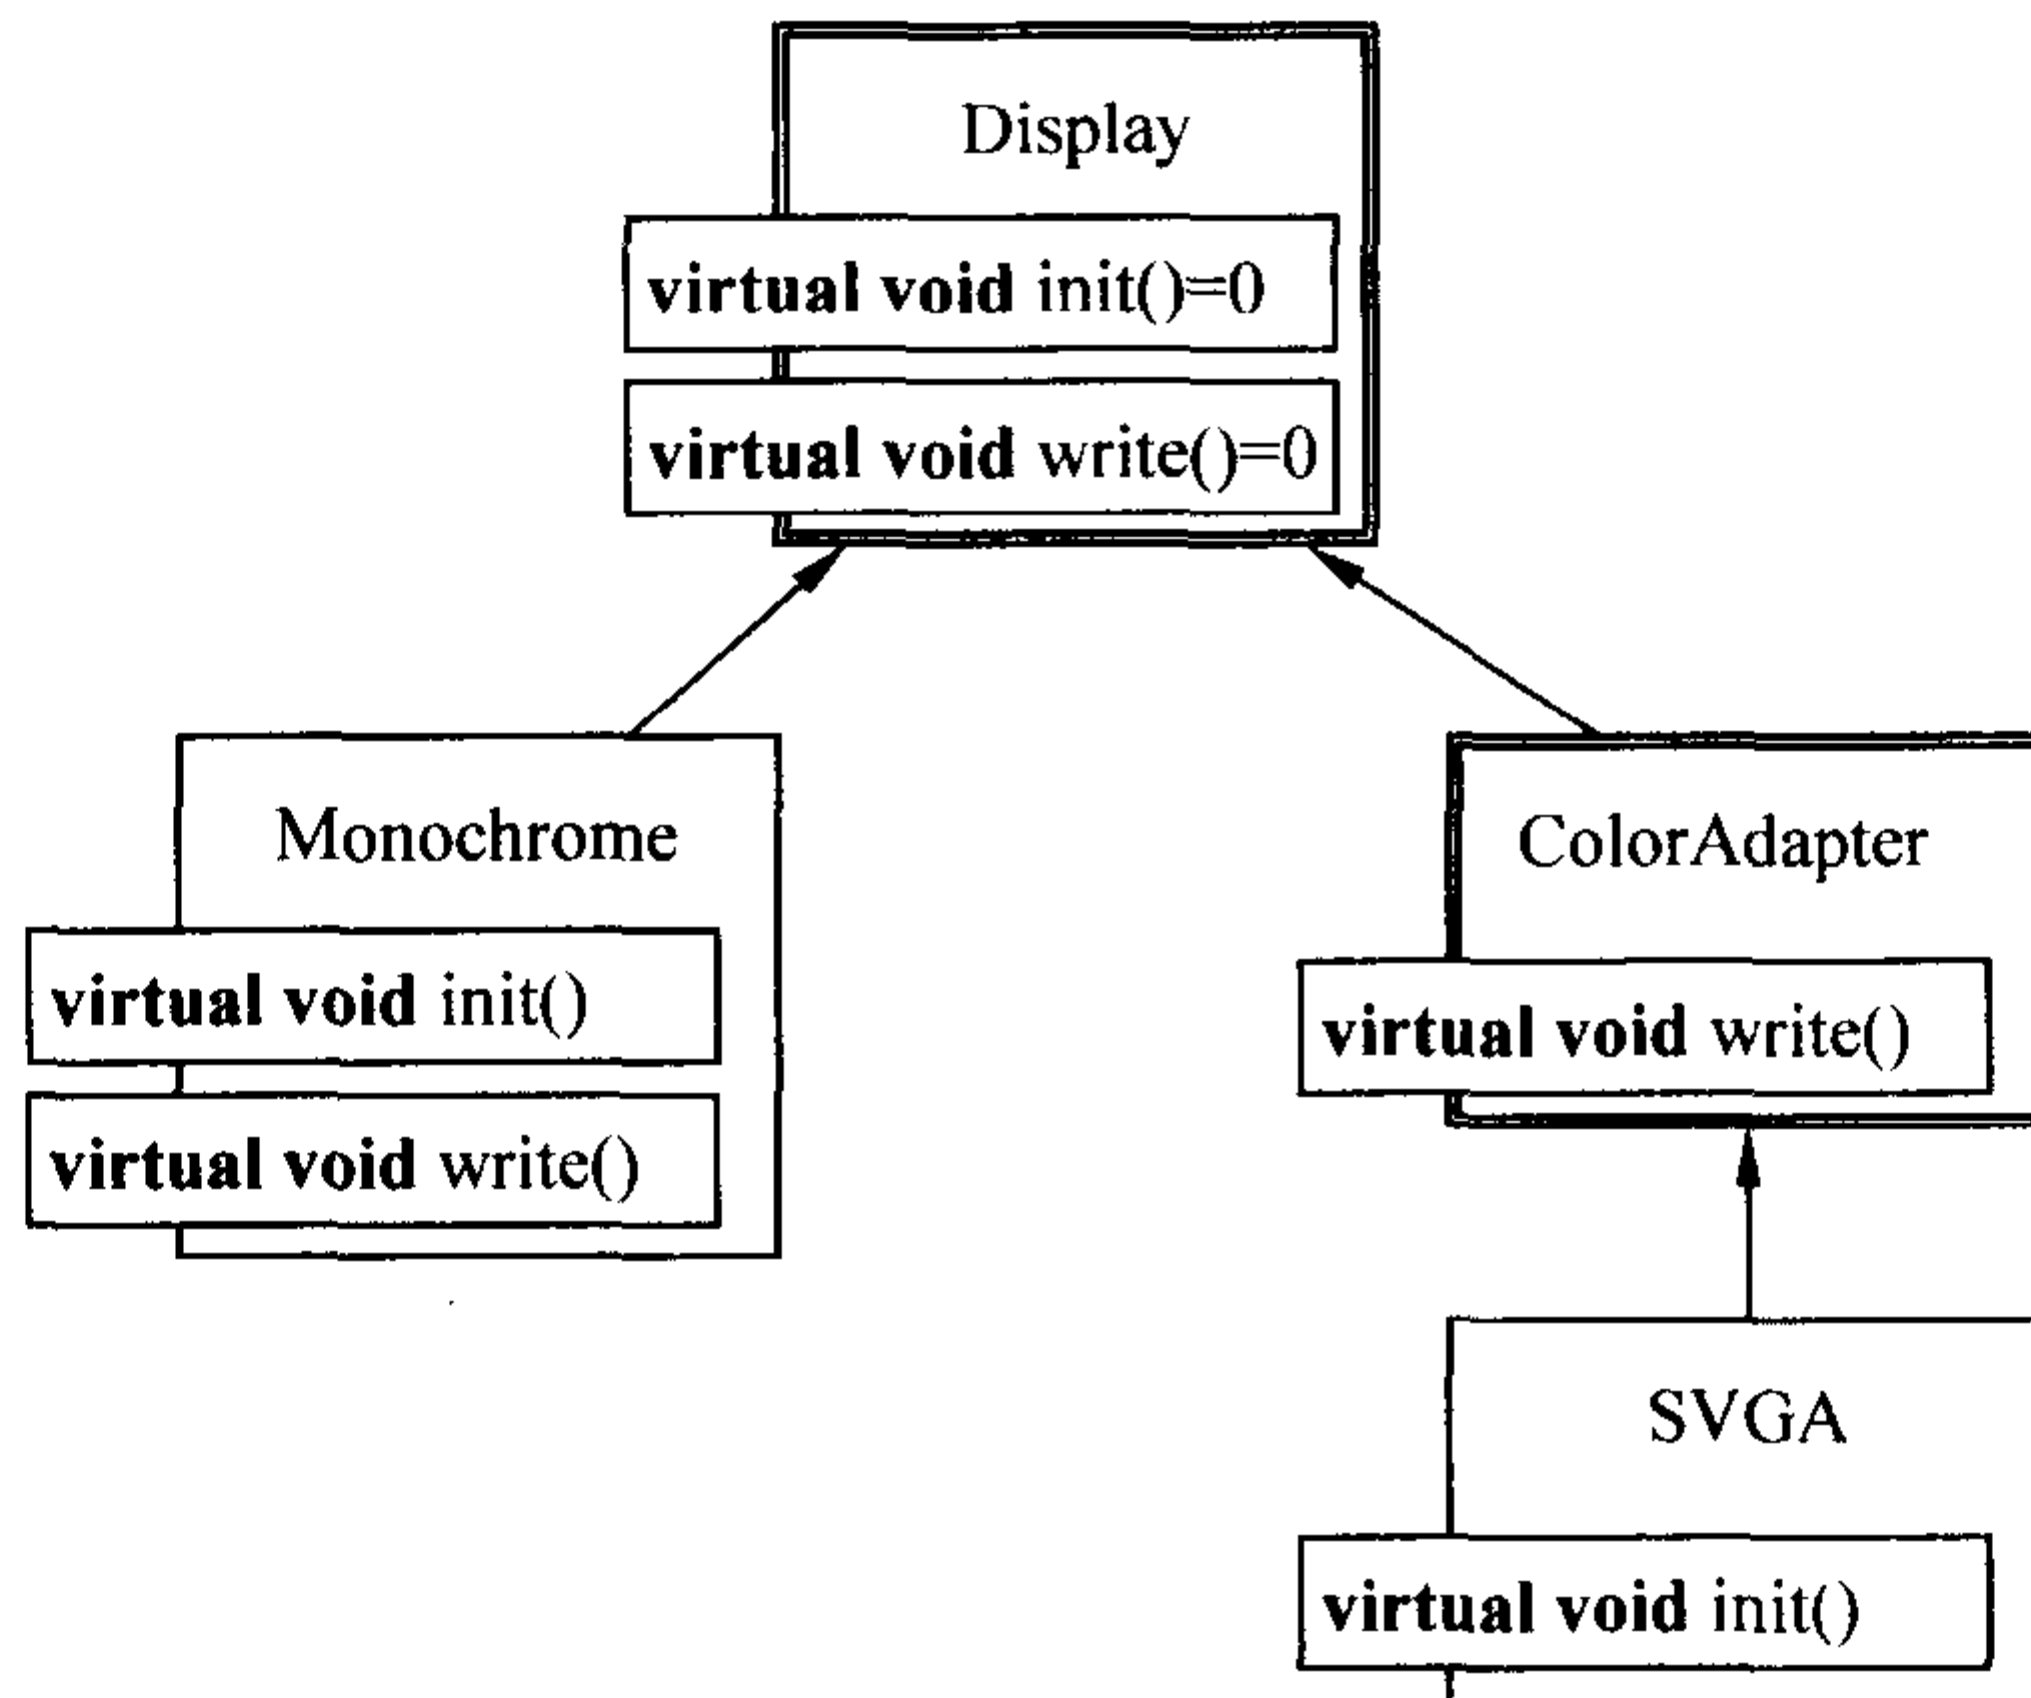 Display
virtual void init()=0
virtual void write()=0
Monochrome
virtual void init()
virtual void write()
ColorAdapter
virtual void write()
SVGA
virtual void init()